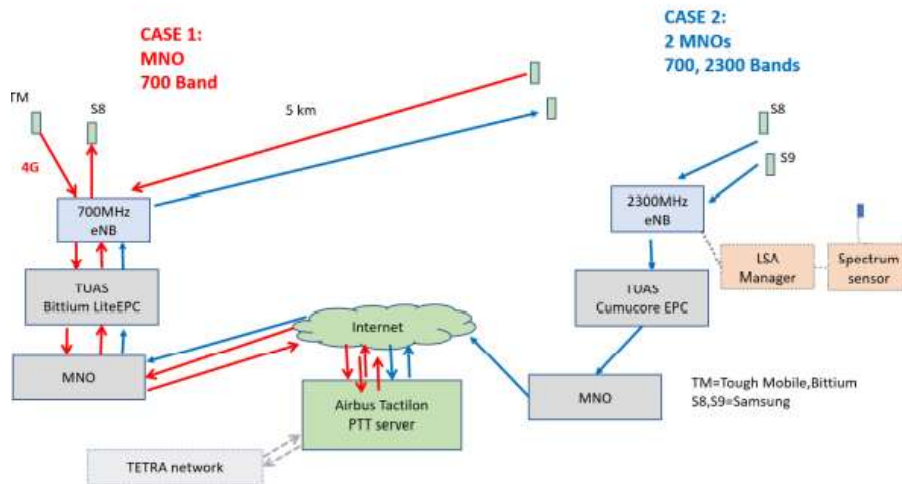 CASE 1:
MNO
700 Band
CASE 2:
2 MNOs
700, 2300 Bands
TM
S8
5 km
S8
S9
4G
700MHz
eNB
2300MHz
eNB
LSA
Manager
Spectrum
sensor
TUAS
Bittium LiteEPC
TUAS
Cumucore EPC
Internet
MNO
MNO
TM=Tough Mobile,Bittium
S8,S9=Samsung
Airbus Tactilon
PTT server
TETRA network